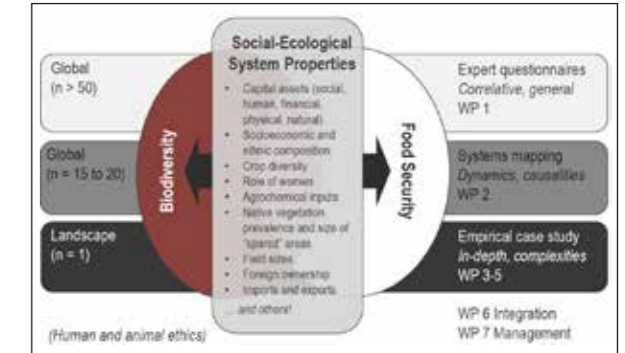 Social-Ecological
System Properties
• Capital assets (social,
human, financial,
physical, natural)
• Socioeconomic and
ethnic composition
• Crop diversity
• Role of women
• Agrochemical inputs
• Native vegetation
prevalence and size of
"spared" areas
• Field sizes
• Foreign ownership
• Imports and exports
... and others!
Global
(n > 50)
Global
(n = 15 to 20)
Landscape
(n = 1)
Biodiversity
Food Security
Expert questionnaires
Correlative, general
WP 1
Systems mapping
Dynamics, causalities
WP 2
Empirical case study
In-depth, complexities
WP 3-5
WP 6 Integration
WP 7 Management
(Human and animal ethics)